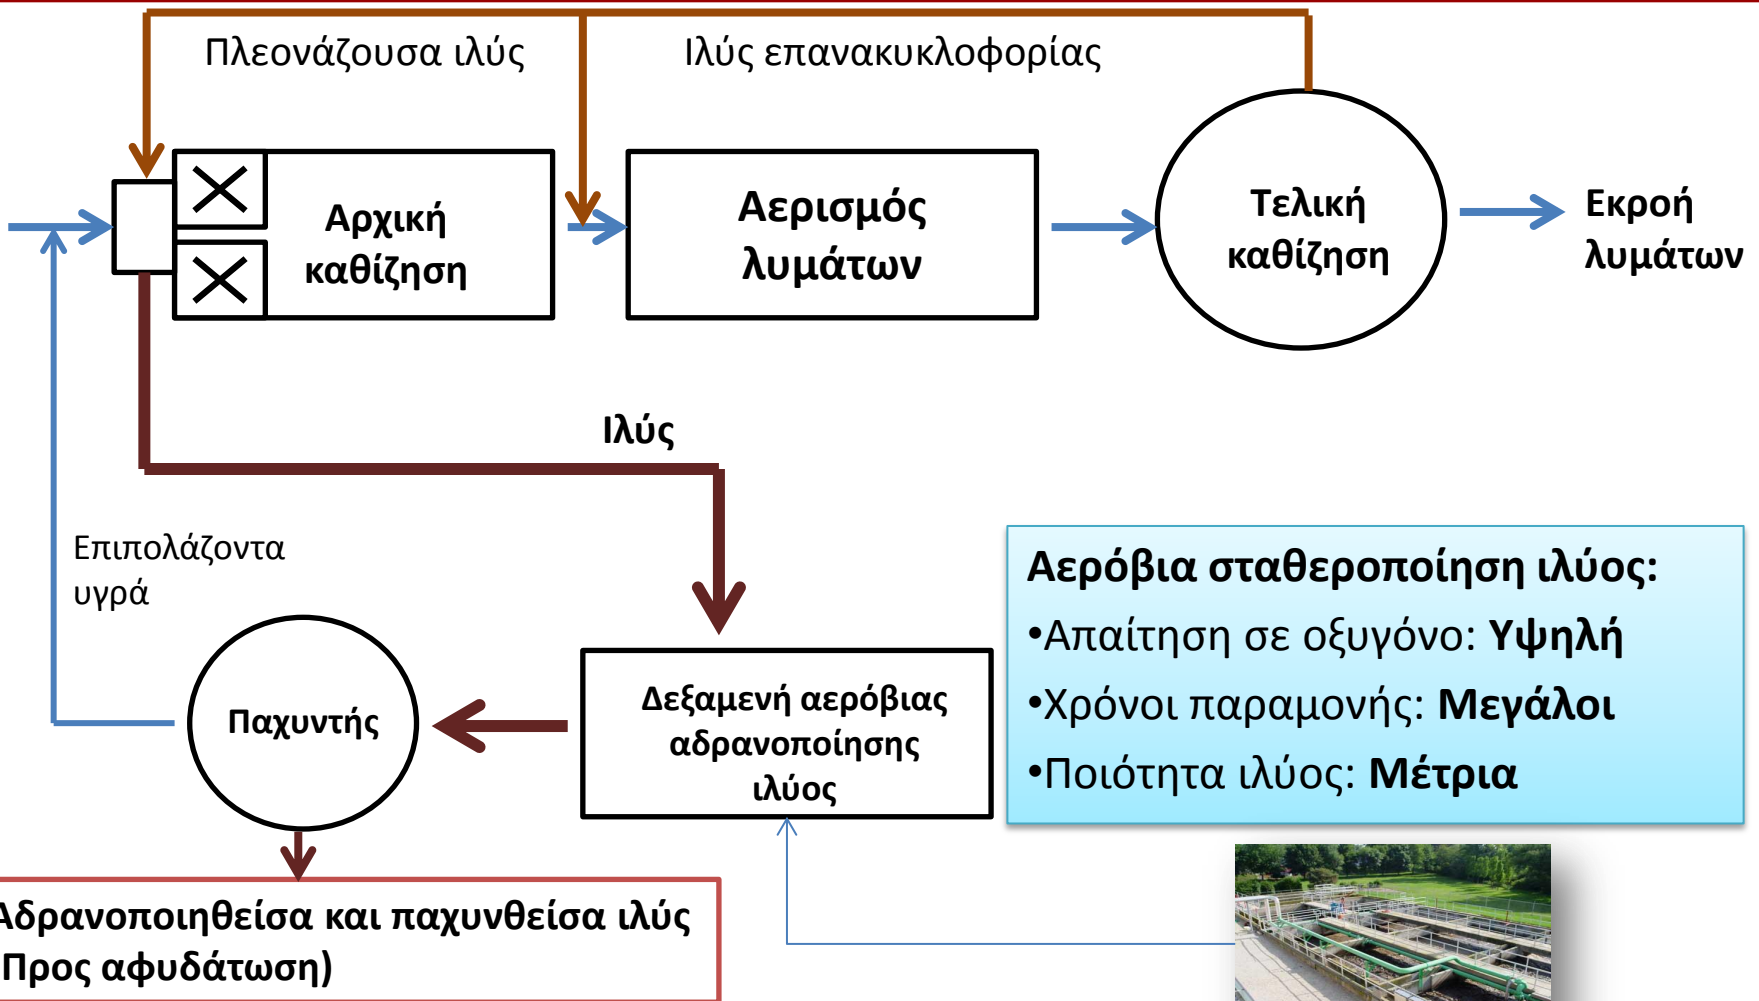 Πλεονάζουσα ιλύς
Ιλύς επανακυκλοφορίας
Αρχική
καθίζηση
Αερισμός
λυμάτων
Τελική
καθίζηση
Εκροή
λυμάτων
Ιλύς
Επιπολάζοντα
υγρά
Παχυντής
Δεξαμενή αερόβιας
αδρανοποίησης
ιλύος
Αερόβια σταθεροποίηση ιλύος:
•Απαίτηση σε οξυγόνο: Υψηλή
•Χρόνοι παραμονής: Μεγάλοι
•Ποιότητα ιλύος: Μέτρια
Αδρανοποιηθείσα και παχυνθείσα ιλύς
Προς αφυδάτωση)